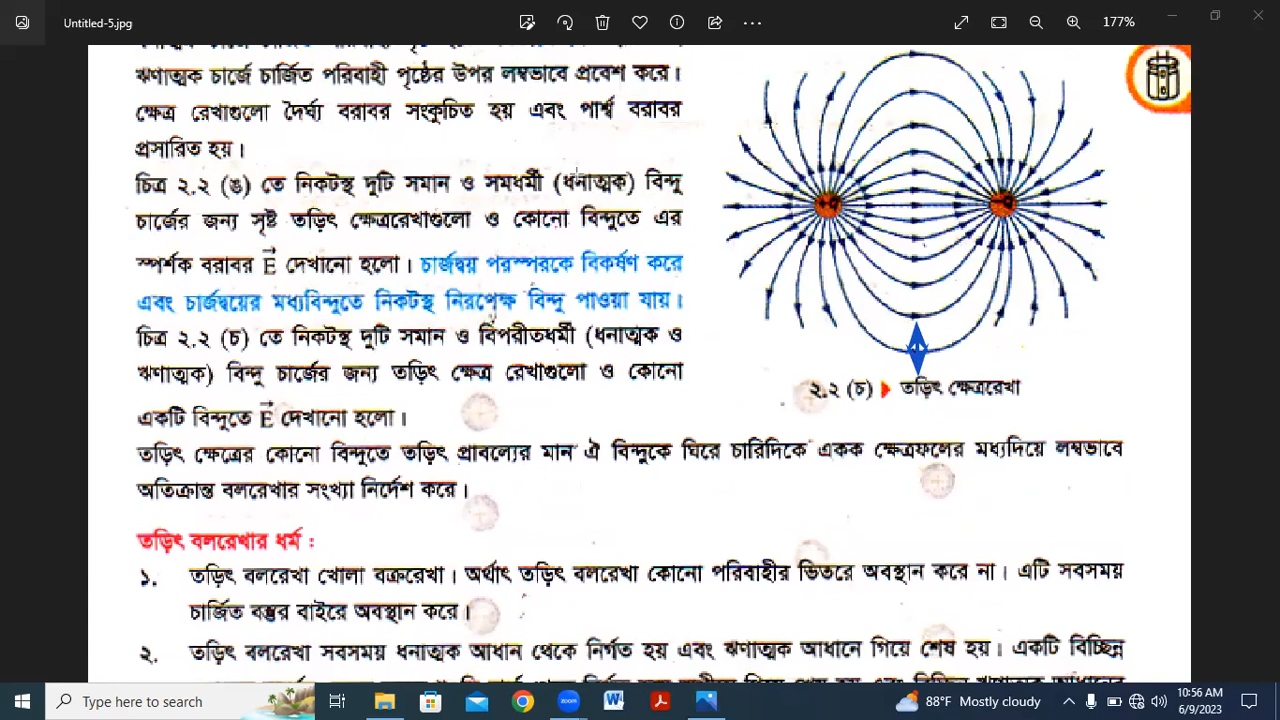 Untitled-5.jpg
177%
ঋণাত্মক চার্জে চার্জিত পরিবাহী পৃষ্ঠের উপর লম্বভাবে প্রবেশ করে।
ক্ষেত্র রেখাগুলো দৈর্ঘ্য বরাবর সংকুচিত হয় এবং পার্শ্ব বরাবর
প্রসারিত হয়।
চিত্র ২.২ (ঙ) তে নিকটস্থ দুটি সমান ও সমধর্মী (ধনাত্মক) বিন্দু
চার্জের জন্য সৃষ্ট তড়িৎ ক্ষেত্ররেখাগুলো ও কোনো বিন্দুতে এর
স্পর্শক বরাবর E⃗ দেখানো হলো। চার্জদ্বয় পরস্পরকে বিকর্ষণ করে
এবং চার্জদ্বয়ের মধ্যবিন্দুতে নিকটস্থ নিরপেক্ষ বিন্দু পাওয়া যায়।
চিত্র ২.২ (চ) তে নিকটস্থ দুটি সমান ও বিপরীতধর্মী (ধনাত্মক ও
ঋণাত্মক) বিন্দু চার্জের জন্য তড়িৎ ক্ষেত্র রেখাগুলো ও কোনো
একটি বিন্দুতে E⃗ দেখানো হলো।
+q
-q
২.২ (চ) তড়িৎ ক্ষেত্ররেখা
তড়িৎ ক্ষেত্রের কোনো বিন্দুতে তড়িৎ প্রাবল্যের মান ঐ বিন্দুকে ঘিরে চারিদিকে একক ক্ষেত্রফলের মধ্যদিয়ে লম্বভাবে
অতিক্রান্ত বলরেখার সংখ্যা নির্দেশ করে।
তড়িৎ বলরেখার ধর্ম :
১. তড়িৎ বলরেখা খোলা বক্ররেখা। অর্থাৎ তড়িৎ বলরেখা কোনো পরিবাহীর ভিতরে অবস্থান করে না। এটি সবসময়
চার্জিত বস্তুর বাইরে অবস্থান করে।
২. তড়িৎ বলরেখা সবসময় ধনাত্মক আধান থেকে নির্গত হয় এবং ঋণাত্মক আধানে গিয়ে শেষ হয়। একটি বিচ্ছিন্ন
Type here to search
88°F Mostly cloudy
10:56 AM
6/9/2023